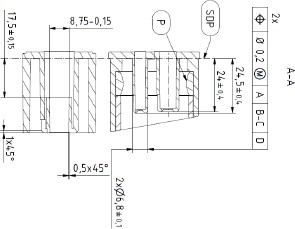 17,5±0,15
8,75-0,15
P
SDP
2x
⌖ Ø 0,2 Ⓜ A B-C D
A-A
24±0,4
24,5±0,4
1x45°
0,5x45°
2xØ6,8±0,1